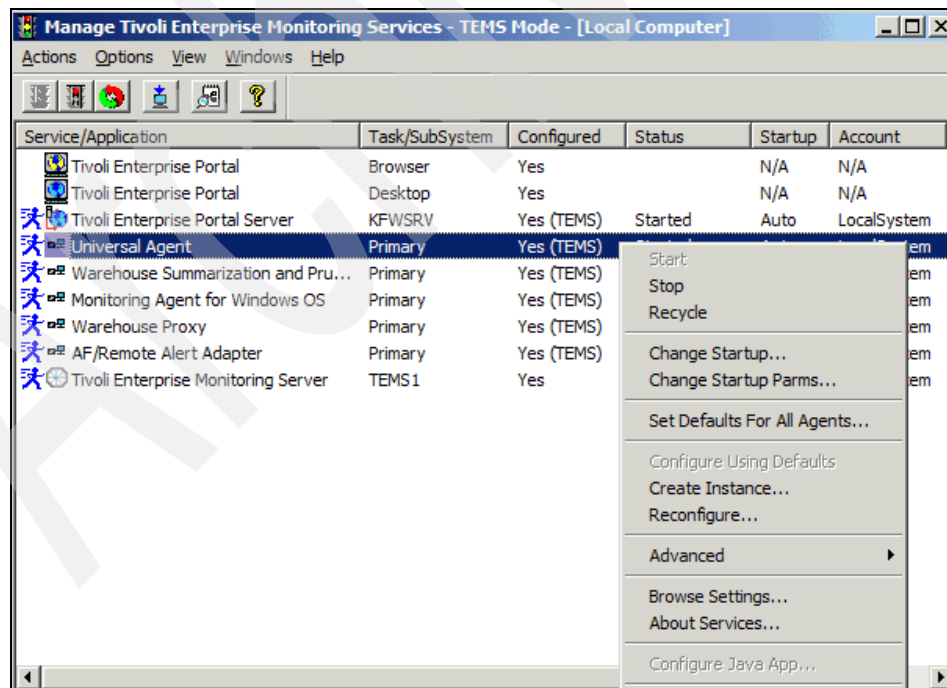 Manage Tivoli Enterprise Monitoring Services - TEMS Mode - [Local Computer]
Actions Options View Windows Help
Service/Application Task/SubSystem Configured Status Startup Account
Tivoli Enterprise Portal Browser Yes N/A N/A
Tivoli Enterprise Portal Desktop Yes N/A N/A
Tivoli Enterprise Portal Server KFWSRV Yes (TEMS) Started Auto LocalSystem
Universal Agent Primary Yes (TEMS)
Warehouse Summarization and Pru... Primary Yes (TEMS)
Monitoring Agent for Windows OS Primary Yes (TEMS)
Warehouse Proxy Primary Yes (TEMS)
AF/Remote Alert Adapter Primary Yes (TEMS)
Tivoli Enterprise Monitoring Server TEMS1 Yes
Start
Stop
Recycle
Change Startup...
Change Startup Parms...
Set Defaults For All Agents...
Configure Using Defaults
Create Instance...
Reconfigure...
Advanced
Browse Settings...
About Services...
Configure Java App...